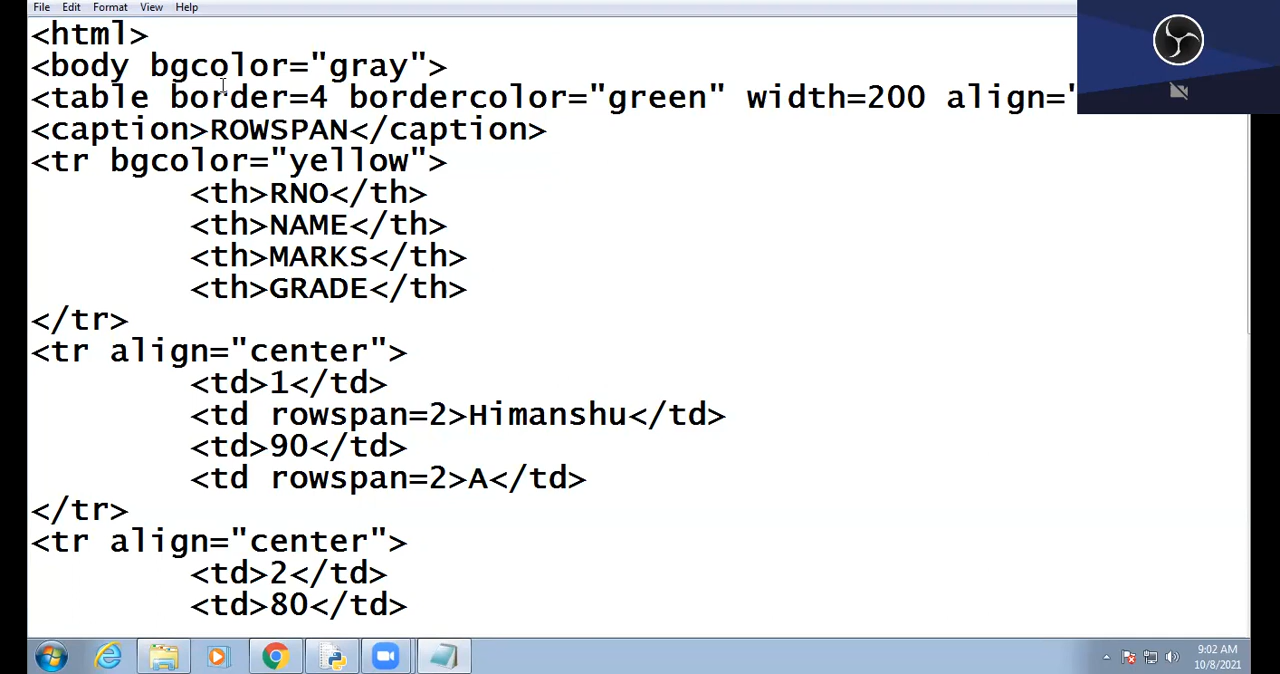 File Edit Format View Help
<html>
<body bgcolor="gray">
<table border=4 bordercolor="green" width=200 align="
<caption>ROWSPAN</caption>
<tr bgcolor="yellow">
<th>RNO</th>
<th>NAME</th>
<th>MARKS</th>
<th>GRADE</th>
</tr>
<tr align="center">
<td>1</td>
<td rowspan=2>Himanshu</td>
<td>90</td>
<td rowspan=2>A</td>
</tr>
<tr align="center">
<td>2</td>
<td>80</td>
9:02 AM
10/8/2021